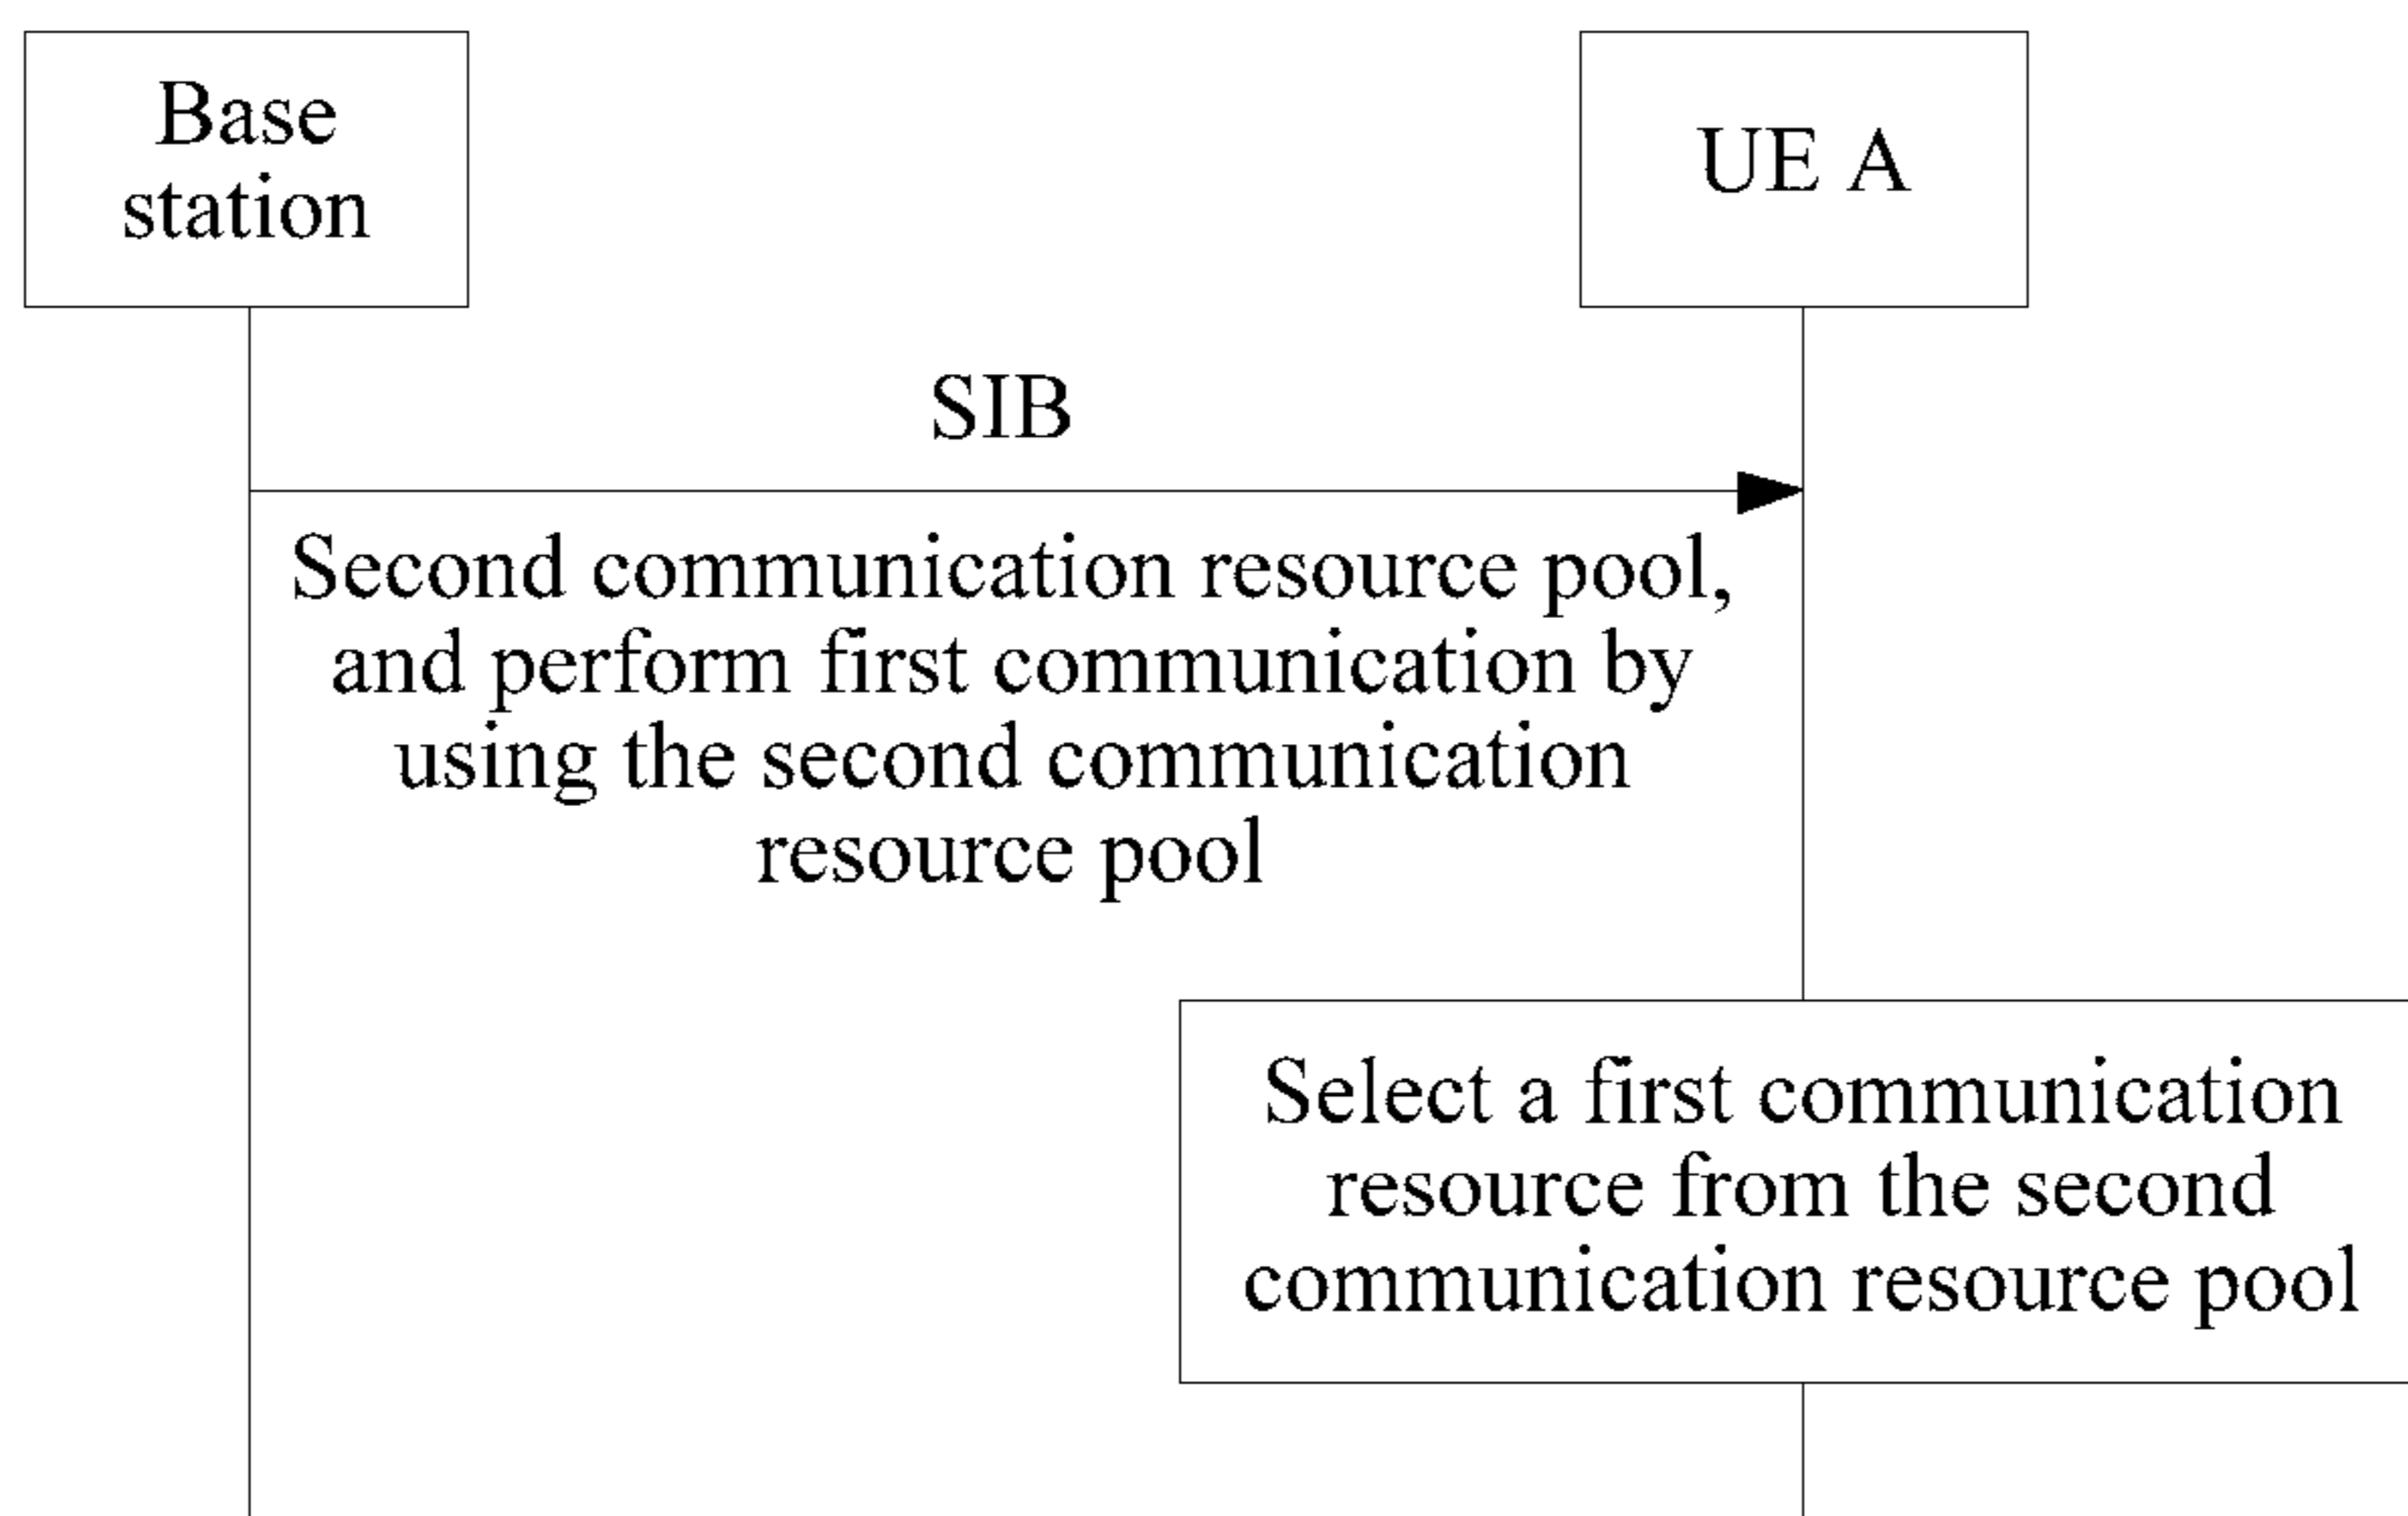 Base
station
UE A
SIB
Second communication resource pool,
and perform first communication by
using the second communication
resource pool
Select a first communication
resource from the second
communication resource pool